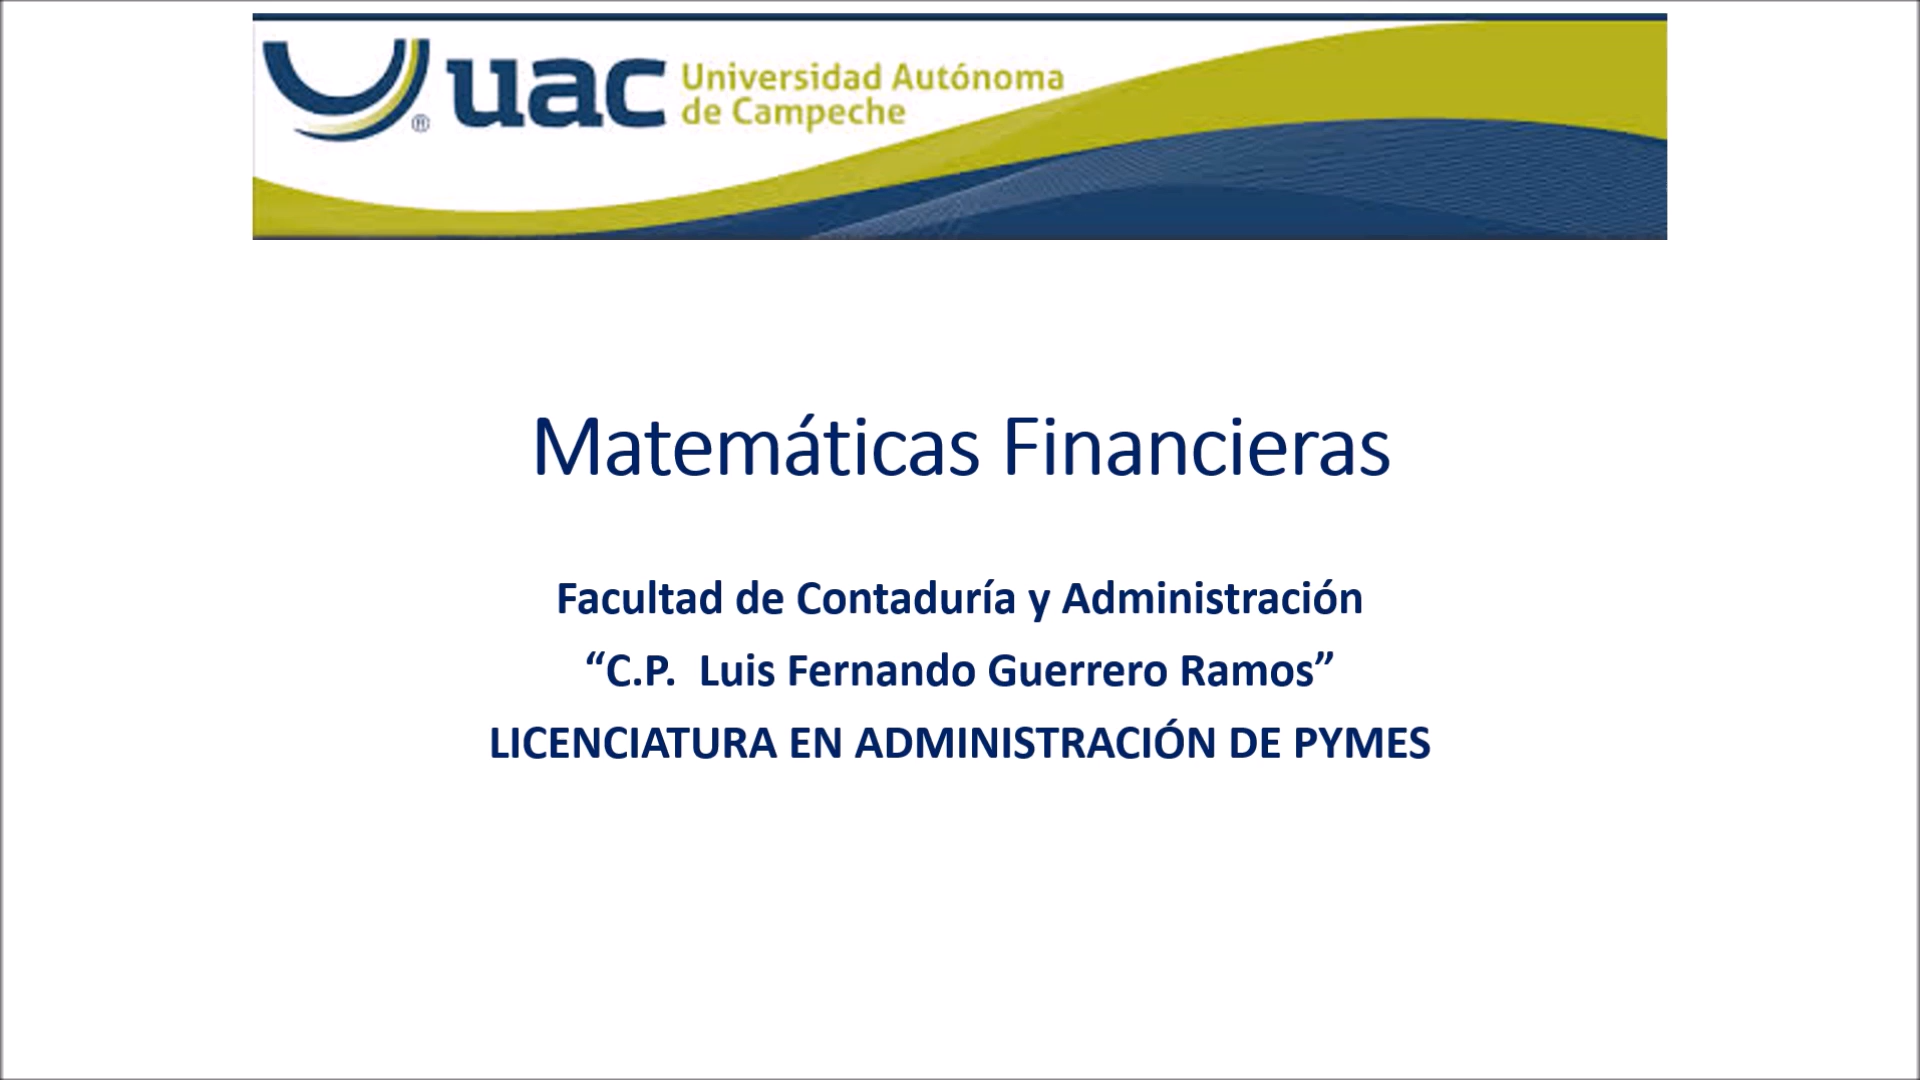 uac
Universidad Autónoma
de Campeche
®
Matemáticas Financieras
Facultad de Contaduría y Administración
“C.P.  Luis Fernando Guerrero Ramos”
LICENCIATURA EN ADMINISTRACIÓN DE PYMES